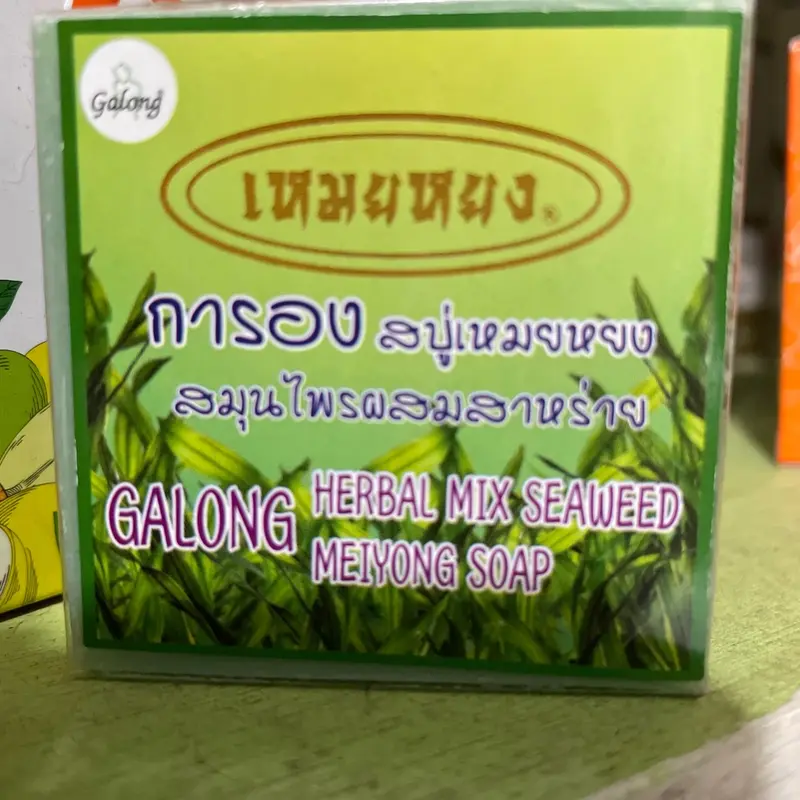 Galong
เหมยหยง®
การอง สบู่เหมยหยง
สมุนไพรผสมสาหร่าย
GALONG HERBAL MIX SEAWEED
MEIYONG SOAP